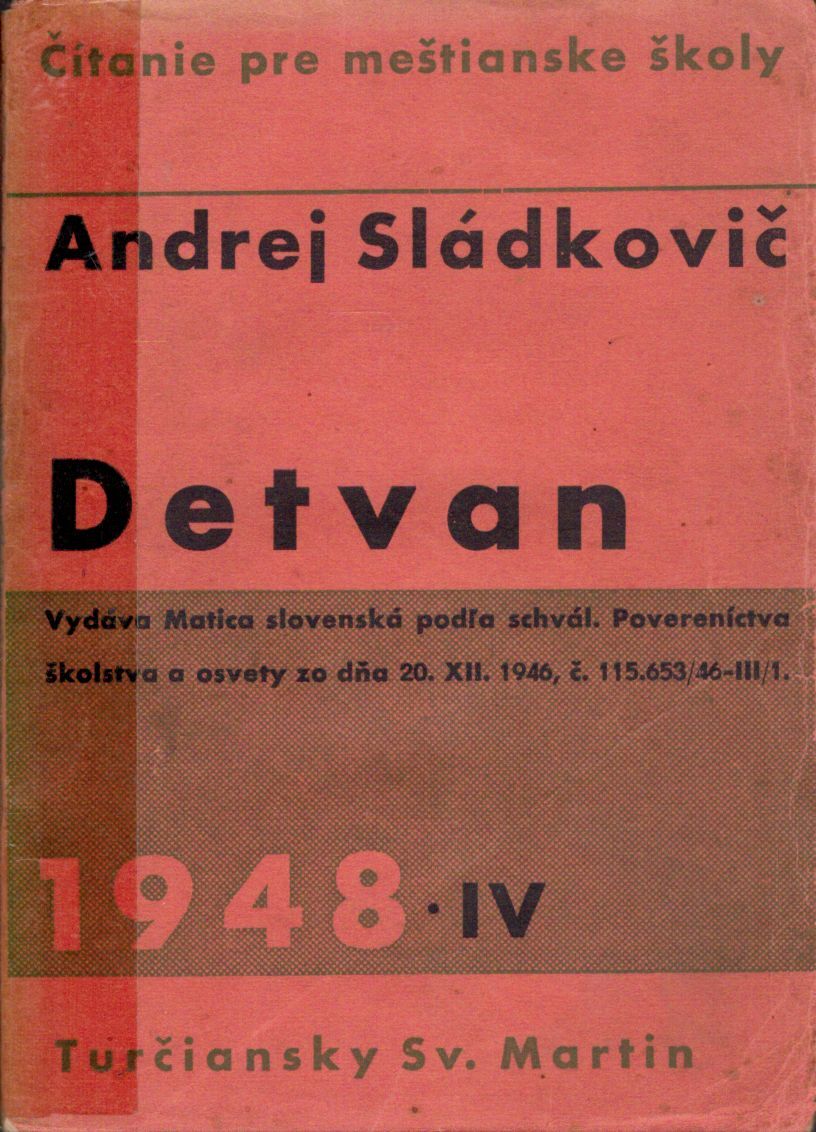 Čítanie pre meštianske školy
Andrej Sládkovič
Detvan
Vydáva Matica slovenská podľa schvál. Povereníctva
školstva a osvety zo dňa 20. XII. 1946, č. 115.653/46-III/1.
1948 · IV
Turčiansky Sv. Martin